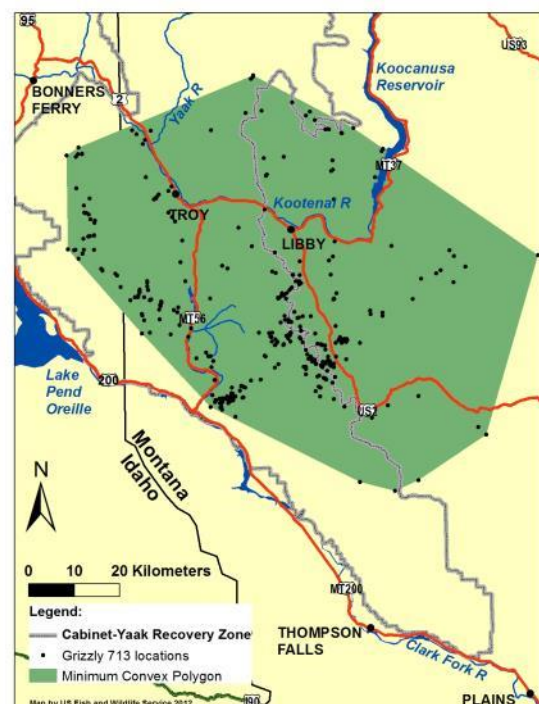 95
US93
BONNERS
FERRY
2
Yaak R
Koocanusa
Reservoir
MT37
TROY
Kootenai R
LIBBY
MT56
Lake
Pend
Oreille
200
US2
Montana
Idaho
N
0 10 20 Kilometers
MT200
THOMPSON
FALLS
Clark Fork R
PLAINS
I90
Legend:
Cabinet-Yaak Recovery Zone
Grizzly 713 locations
Minimum Convex Polygon
Map by US Fish and Wildlife Service 2012